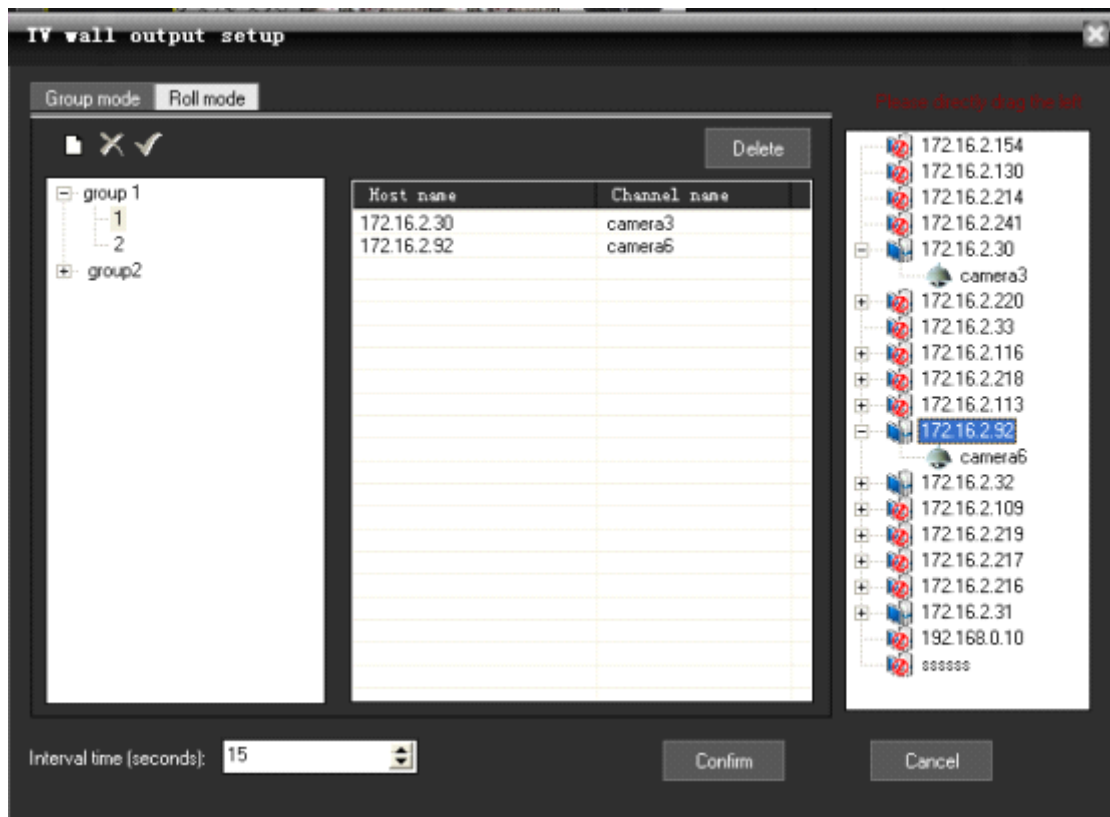 IV wall output setup
Group mode Roll mode
Please directly drag the left
Delete
group 1
1
2
group2
Host name Channel name
172.16.2.30 camera3
172.16.2.92 camera6
172.16.2.154
172.16.2.130
172.16.2.214
172.16.2.241
172.16.2.30
camera3
172.16.2.220
172.16.2.33
172.16.2.116
172.16.2.218
172.16.2.113
172.16.2.92
camera6
172.16.2.32
172.16.2.109
172.16.2.219
172.16.2.217
172.16.2.216
172.16.2.31
192.168.0.10
ssssss
Interval time (seconds): 15
Confirm
Cancel